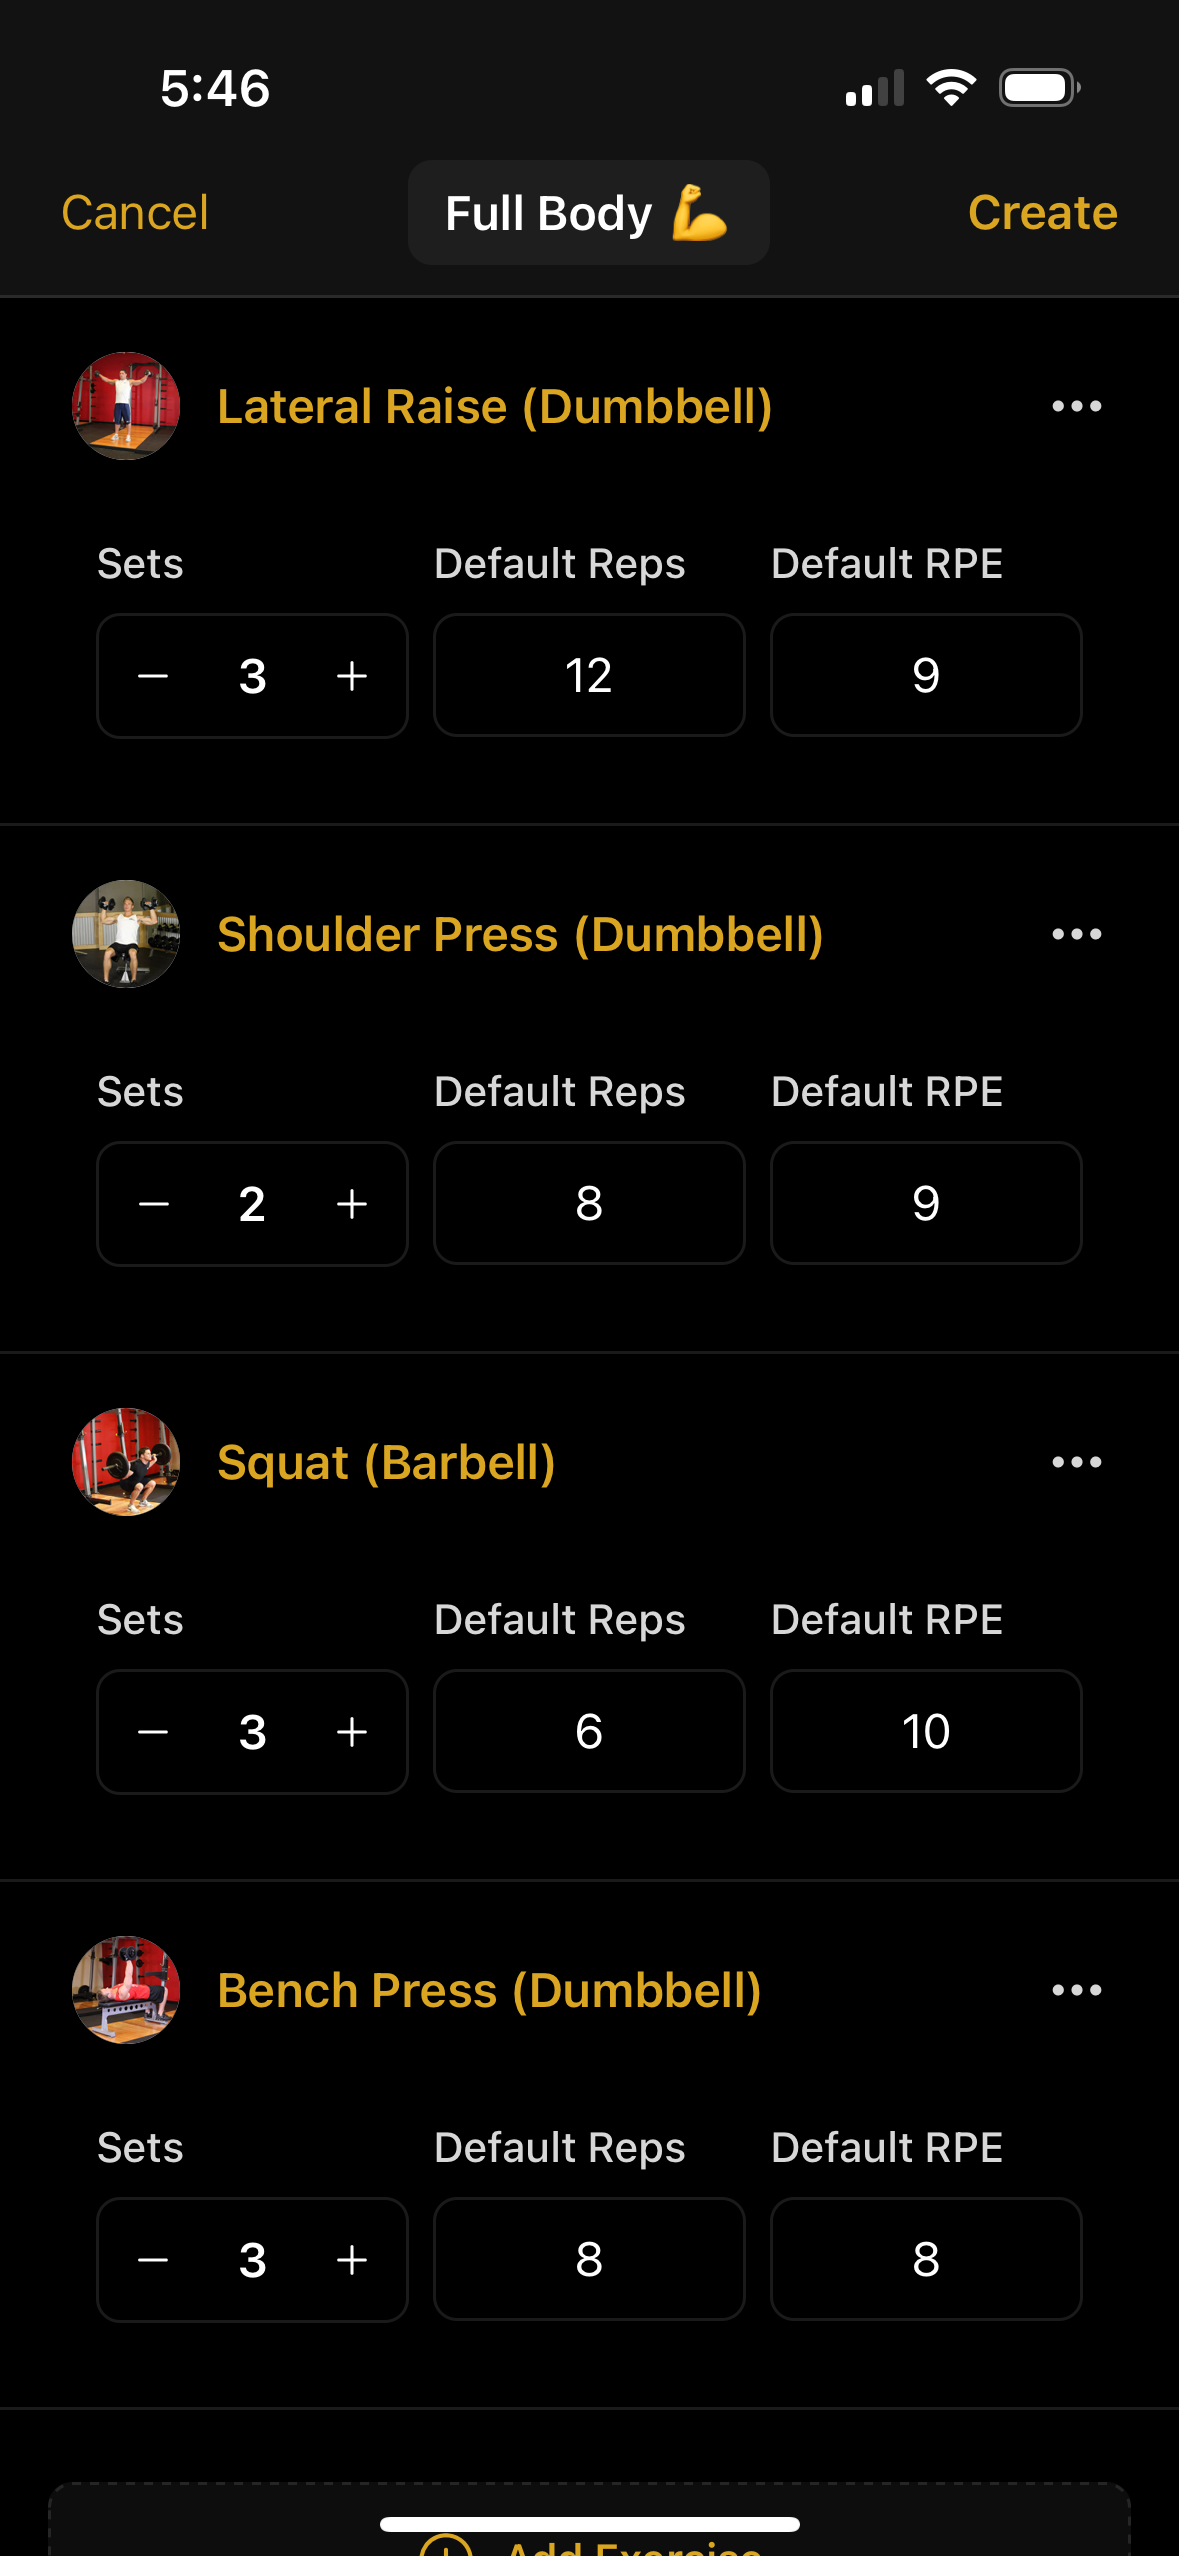 5:46
Cancel Full Body 💪 Create
Lateral Raise (Dumbbell)
Sets Default Reps Default RPE
3 12 9
Shoulder Press (Dumbbell)
Sets Default Reps Default RPE
2 8 9
Squat (Barbell)
Sets Default Reps Default RPE
3 6 10
Bench Press (Dumbbell)
Sets Default Reps Default RPE
3 8 8
Add Exercise